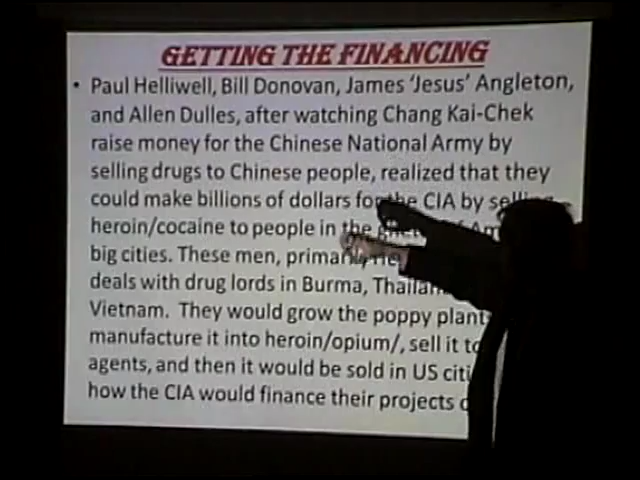 GETTING THE FINANCING
• Paul Helliwell, Bill Donovan, James 'Jesus' Angleton,
and Allen Dulles, after watching Chang Kai-Chek
raise money for the Chinese National Army by
selling drugs to Chinese people, realized that they
could make billions of dollars for the CIA by
heroin/cocaine to people in the
big cities. These men,
deals with drug lords in Burma,
Vietnam. They would grow the poppy
manufacture it into heroin/opium/, sell it
agents, and then it would be sold in US
how the CIA would finance their projects